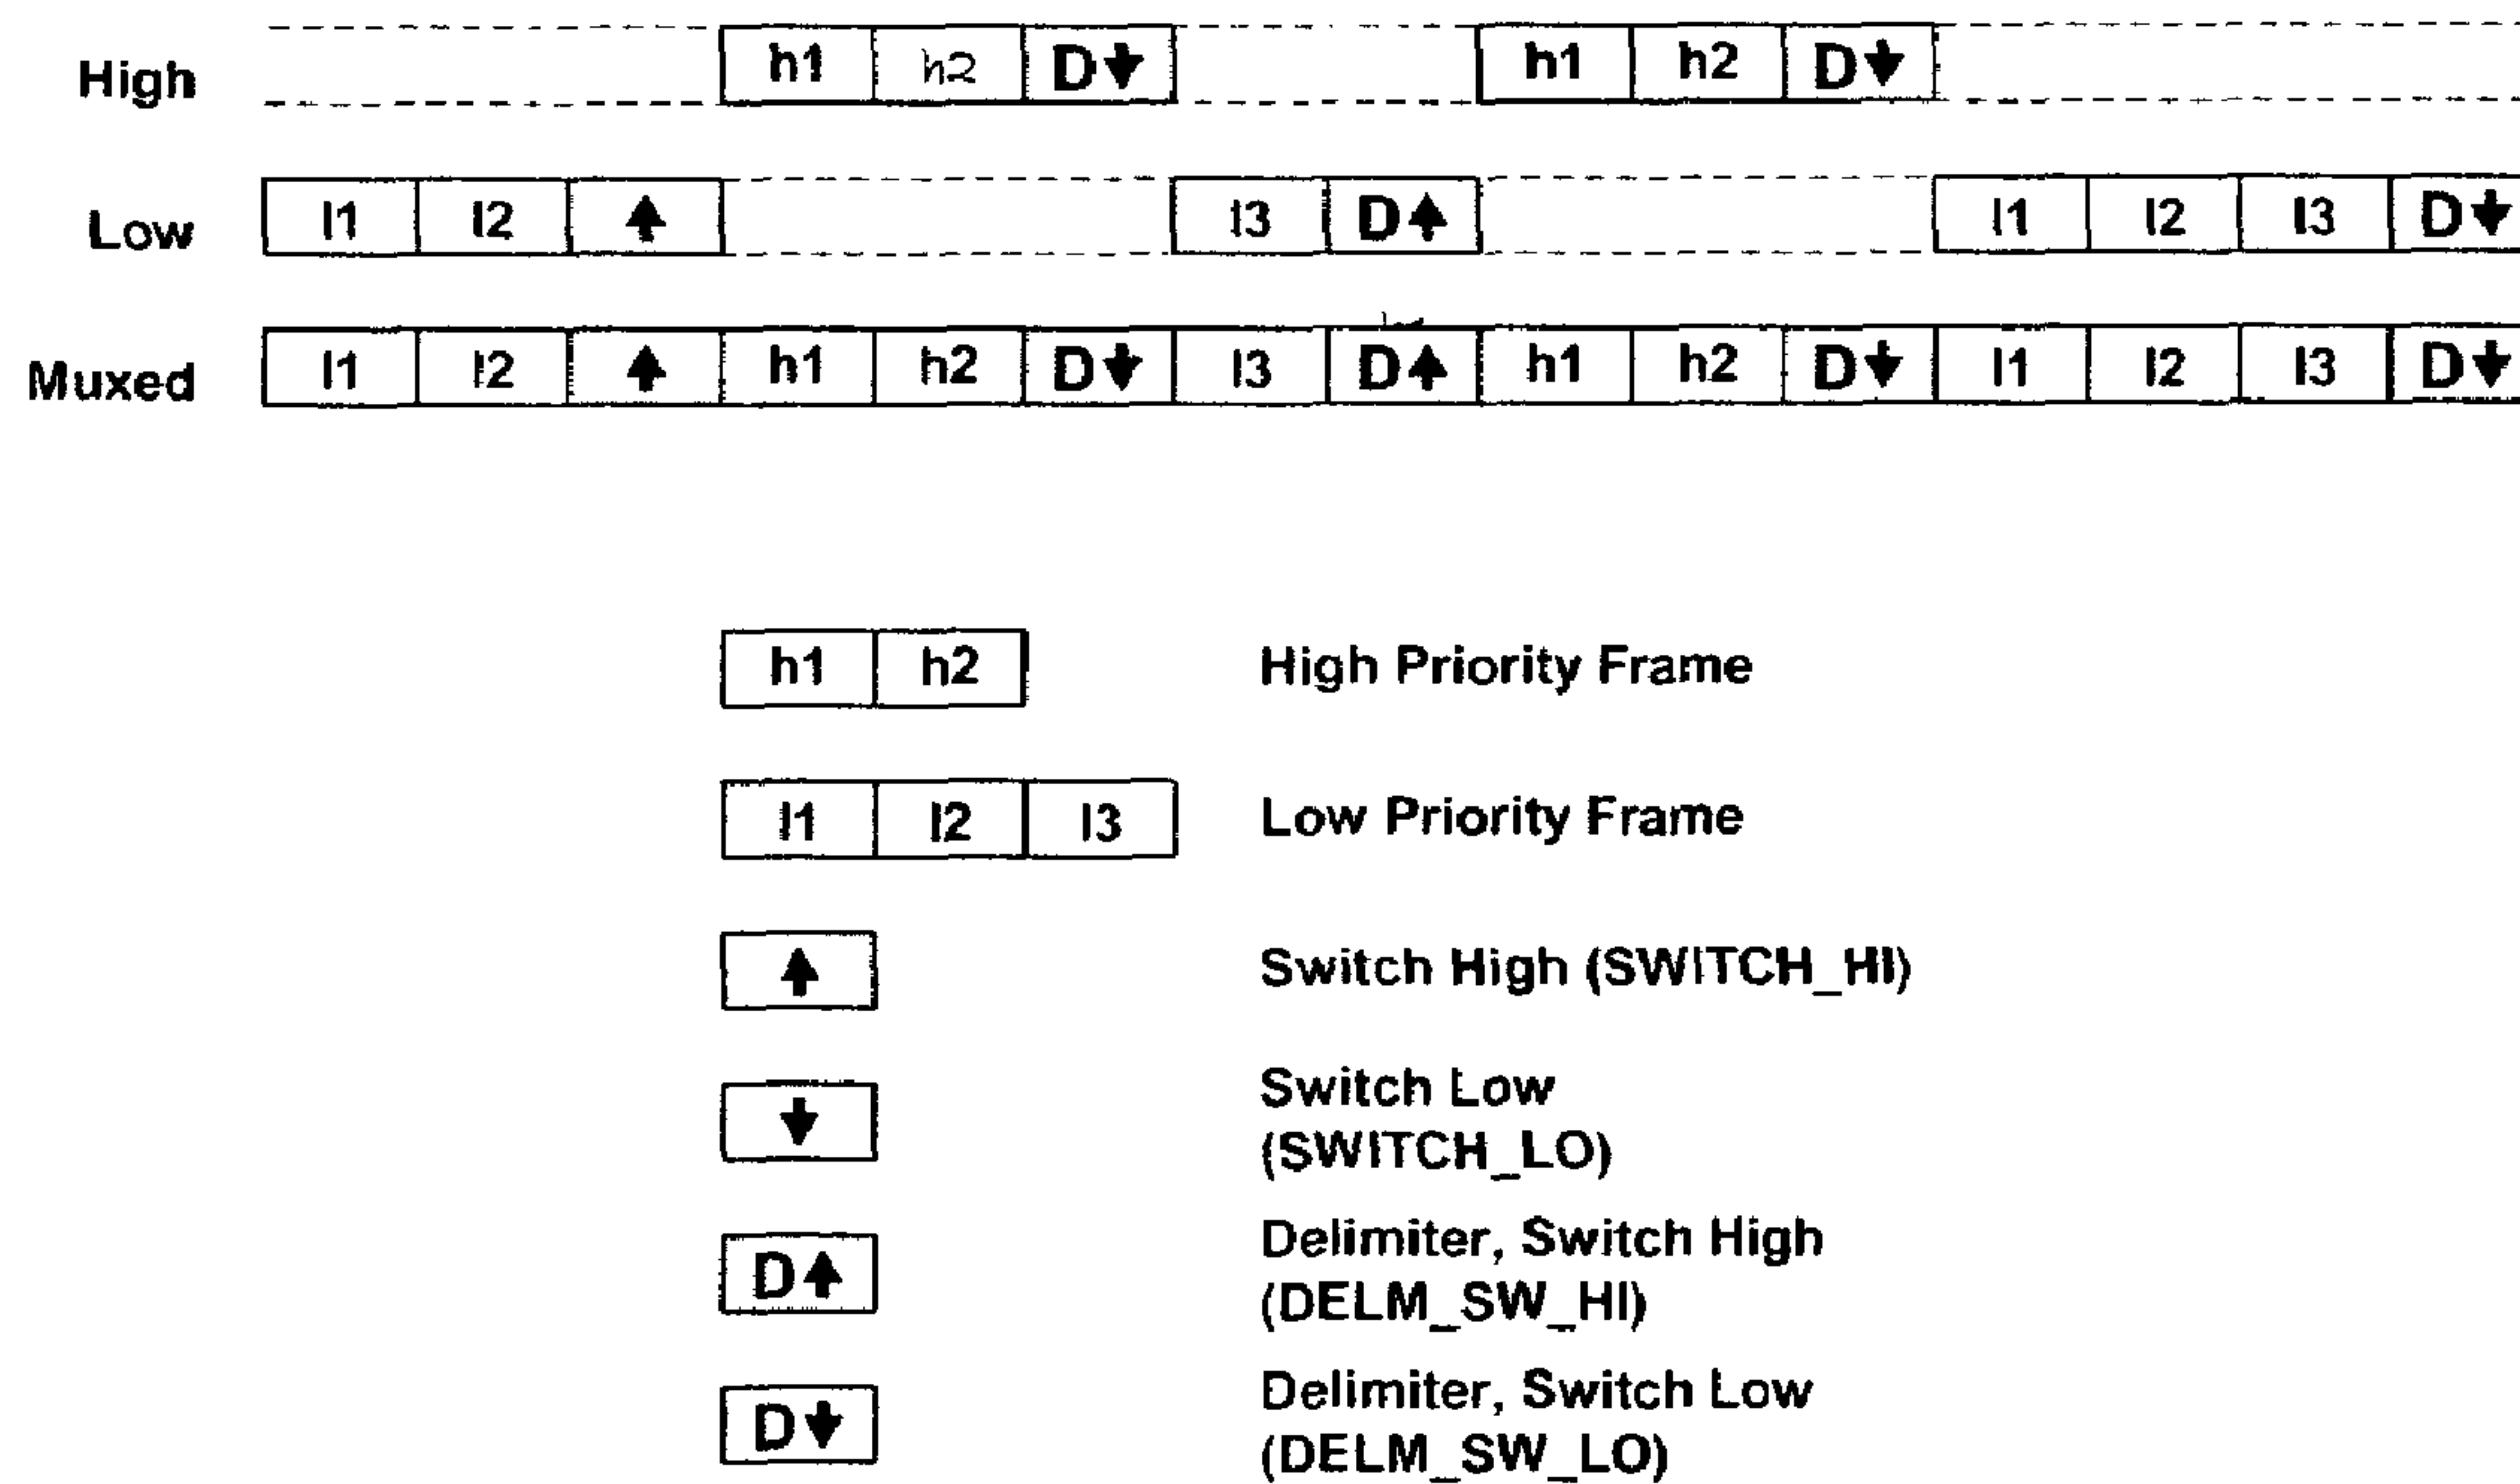 High h1 h2 D↓ h1 h2 D↓
Low l1 l2 ↑ l3 D↑ l1 l2 l3 D↓
Muxed l1 l2 ↑ h1 h2 D↓ l3 D↑ h1 h2 D↓ l1 l2 l3 D↓
h1 h2 High Priority Frame
l1 l2 l3 Low Priority Frame
↑ Switch High (SWITCH_HI)
↓ Switch Low
(SWITCH_LO)
D↑ Delimiter, Switch High
(DELM_SW_HI)
D↓ Delimiter, Switch Low
(DELM_SW_LO)